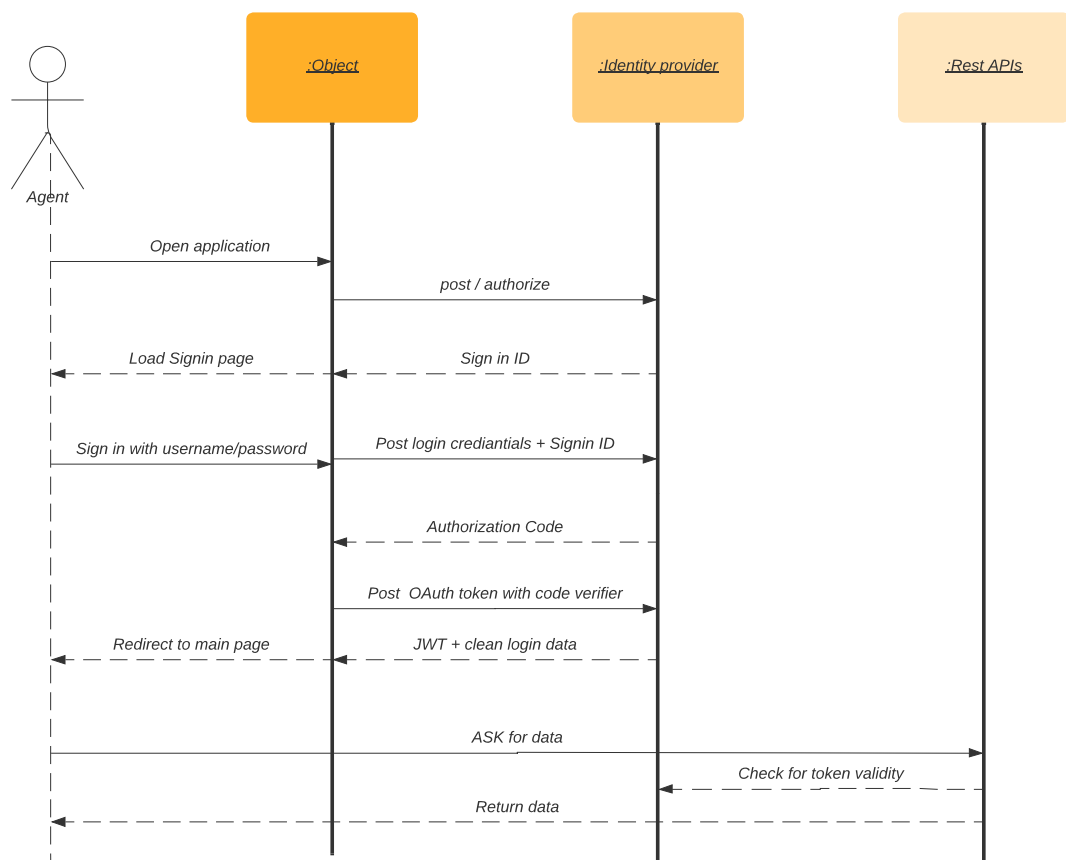 :Object
:Identity provider
:Rest APIs
Agent
Open application
post / authorize
Load Signin page
Sign in ID
Sign in with username/password
Post login crediantials + Signin ID
Authorization Code
Post  OAuth token with code verifier
Redirect to main page
JWT + clean login data
ASK for data
Check for token validity
Return data